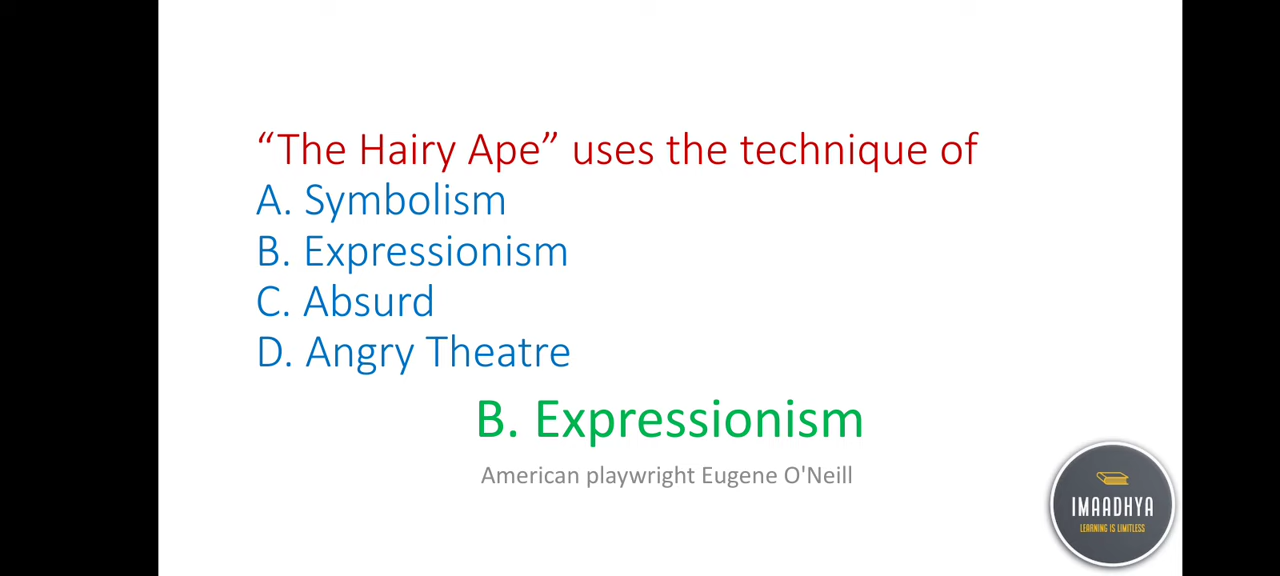 “The Hairy Ape” uses the technique of
A. Symbolism
B. Expressionism
C. Absurd
D. Angry Theatre
B. Expressionism
American playwright Eugene O'Neill
IMAADHYA
LEARNING IS LIMITLESS